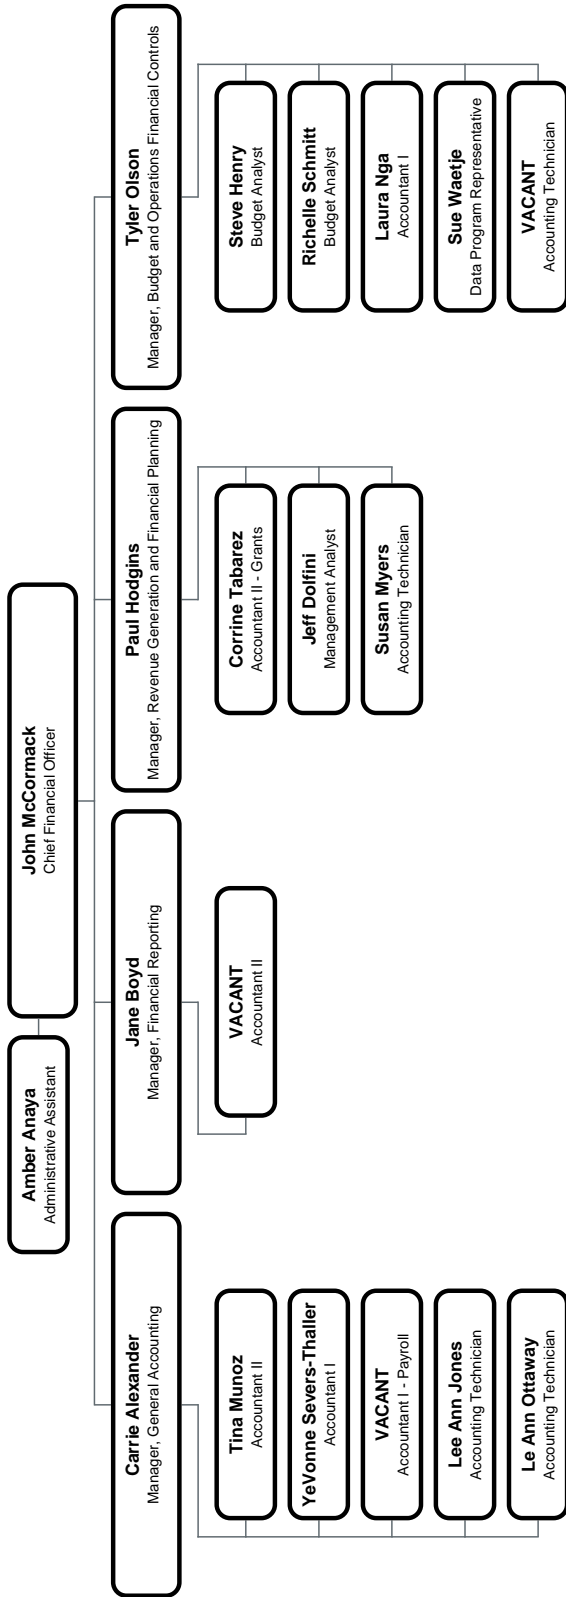 John McCormack
Chief Financial Officer
Amber Anaya
Administrative Assistant
Carrie Alexander
Manager, General Accounting
Tina Munoz
Accountant II
YeVonne Severs-Thaller
Accountant I
VACANT
Accountant I - Payroll
Lee Ann Jones
Accounting Technician
Le Ann Ottaway
Accounting Technician
Jane Boyd
Manager, Financial Reporting
VACANT
Accountant II
Paul Hodgins
Manager, Revenue Generation and Financial Planning
Corrine Tabarez
Accountant II - Grants
Jeff Dolfini
Management Analyst
Susan Myers
Accounting Technician
Tyler Olson
Manager, Budget and Operations Financial Controls
Steve Henry
Budget Analyst
Richelle Schmitt
Budget Analyst
Laura Nga
Accountant I
Sue Waetje
Data Program Representative
VACANT
Accounting Technician